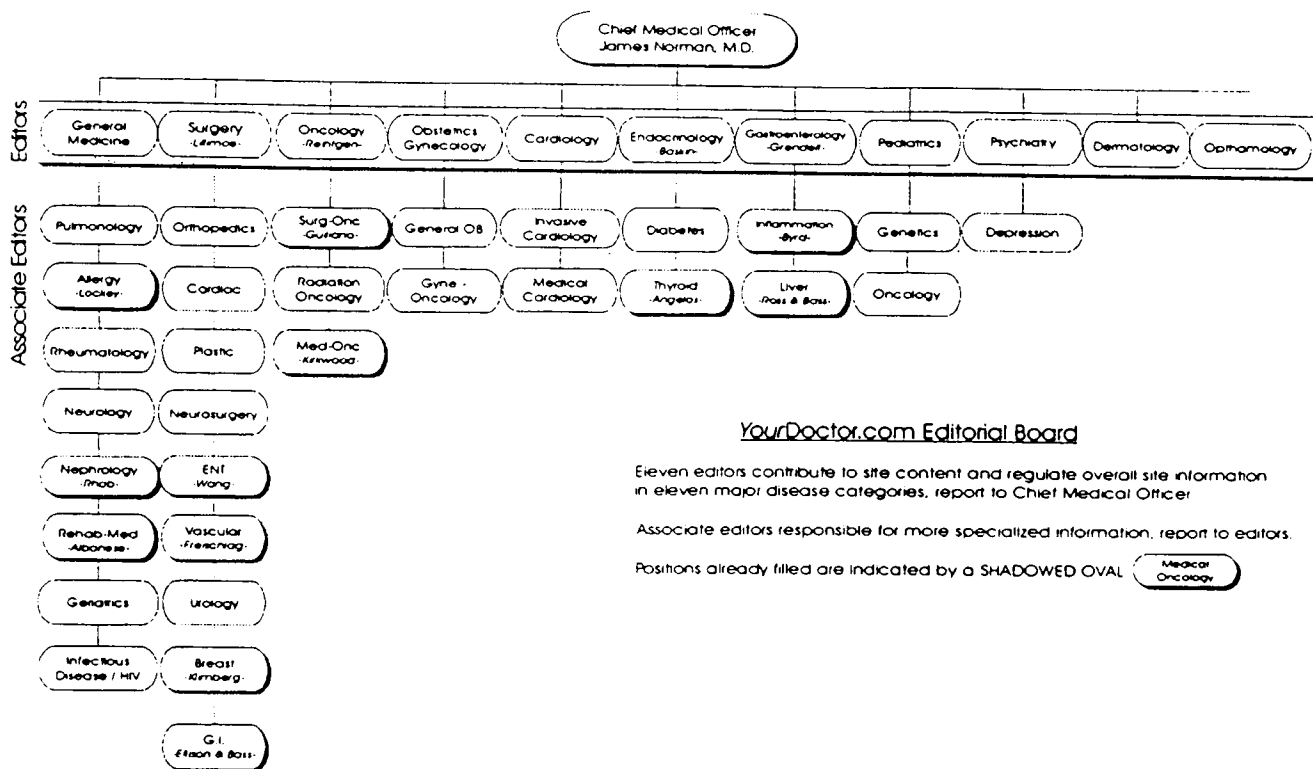 Chief Medical Officer
James Norman, M.D.
Editors
General
Medicine
Surgery
Oncology
-Reintgen-
Obstetrics
Gynecology
Cardiology
Endocrinology
-Baskin-
Gastroenterology
-Grendell-
Pediatrics
Psychiatry
Dermatology
Opthamology
Associate Editors
Pulmonology
Allergy
-Lockey-
Rheumatology
Neurology
Nephrology
-Rhab-
Rehab-Med
-Albanese-
Geriatrics
Infectious
Disease / HIV
Orthopedics
Cardiac
Plastic
Neurosurgery
ENT
-Wang-
Vascular
Urology
Breast
-Klimberg-
G.I.
-Ellison & Bass-
Surg-Onc
-Guiliano-
Radiation
Oncology
Med-Onc
-Kirkwood-
General OB
Gyne -
Oncology
Invasive
Cardiology
Medical
Cardiology
Diabetes
Thyroid
-Angelos-
Inflammation
-Byrd-
Liver
-Ross & Bass-
Genetics
Oncology
Depression
YourDoctor.com Editorial Board
Eleven editors contribute to site content and regulate overall site information
in eleven major disease categories, report to Chief Medical Officer
Associate editors responsible for more specialized information, report to editors.
Positions already filled are indicated by a SHADOWED OVAL
Medical
Oncology